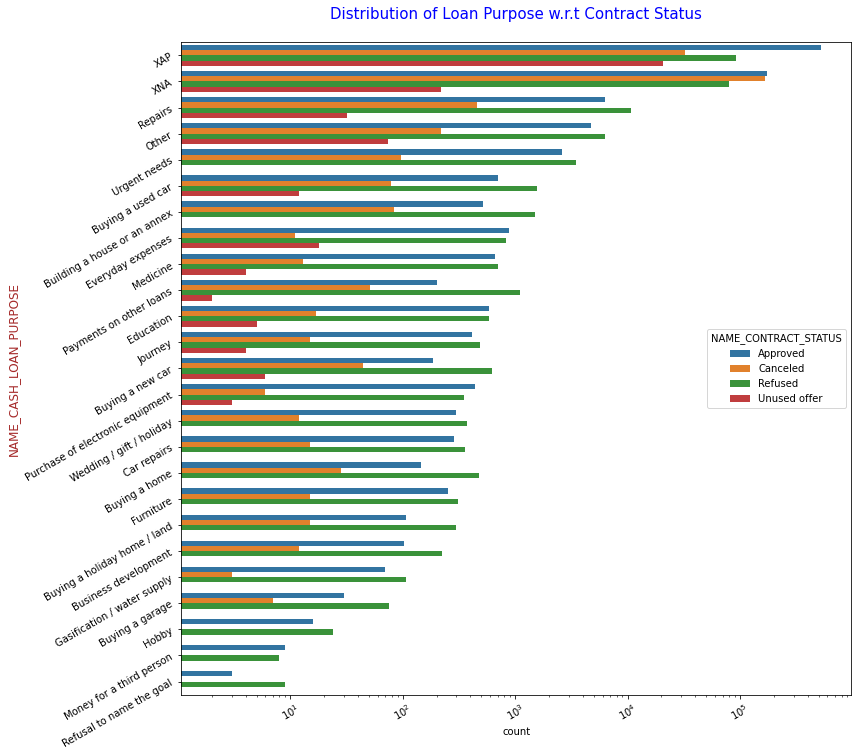 Distribution of Loan Purpose w.r.t Contract Status
NAME_CASH_LOAN_PURPOSE
XAP
XNA
Repairs
Other
Urgent needs
Buying a used car
Building a house or an annex
Everyday expenses
Medicine
Payments on other loans
Education
Journey
Buying a new car
Purchase of electronic equipment
Wedding / gift / holiday
Car repairs
Buying a home
Furniture
Buying a holiday home / land
Business development
Gasification / water supply
Buying a garage
Hobby
Money for a third person
Refusal to name the goal
NAME_CONTRACT_STATUS
Approved
Canceled
Refused
Unused offer
10¹ 10² 10³ 10⁴ 10⁵
count